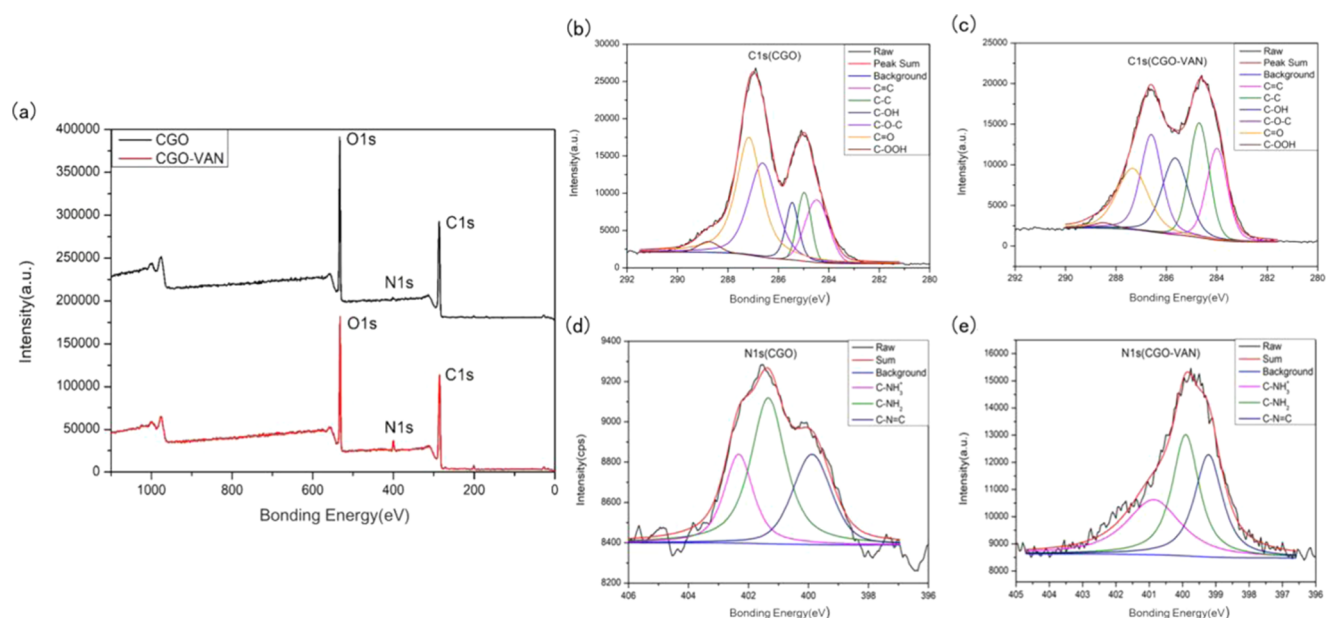 (a)
400000
350000
300000
250000
200000
150000
100000
50000
0
Intensity(a.u.)
CGO
CGO-VAN
O1s
C1s
N1s
O1s
C1s
N1s
1000 800 600 400 200 0
Bonding Energy(eV)
(b)
30000
25000
20000
15000
10000
5000
0
Intensity(a.u.)
C1s(CGO)
Raw
Peak Sum
Background
C=C
C-C
C-OH
C-O-C
C=O
C-OOH
292 290 288 286 284 282 280
Bonding Energy(eV)
(c)
25000
20000
15000
10000
5000
0
Intensity(a.u.)
C1s(CGO-VAN)
Raw
Peak Sum
Background
C=C
C-C
C-OH
C-O-C
C=O
C-OOH
292 290 288 286 284 282 280
Bonding Energy(eV)
(d)
9400
9200
9000
8800
8600
8400
8200
Intensity(cps)
N1s(CGO)
Raw
Sum
Background
C-NH₃⁺
C-NH₂
C-N=C
406 404 402 400 398 396
Bonding Energy(eV)
(e)
16000
15000
14000
13000
12000
11000
10000
9000
8000
Intensity(a.u.)
N1s(CGO-VAN)
Raw
Sum
Background
C-NH₃⁺
C-NH₂
C-N=C
405 404 403 402 401 400 399 398 397 396
Bonding Energy(eV)